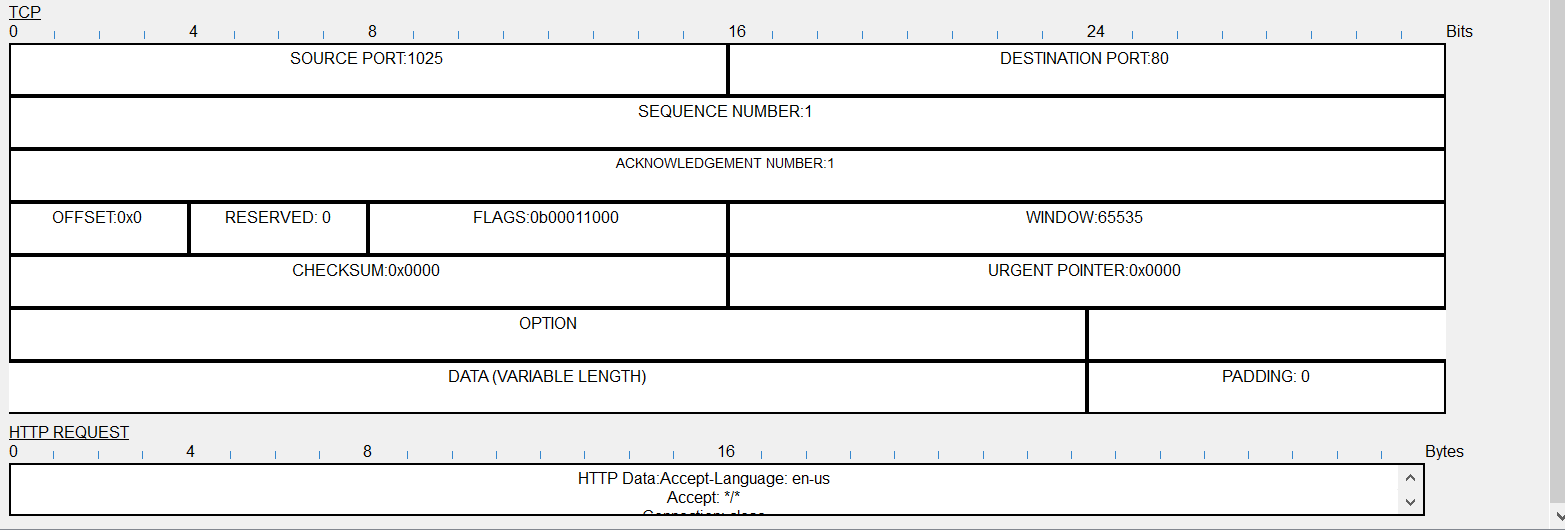 TCP
0 4 8 16 24 Bits
SOURCE PORT:1025 DESTINATION PORT:80
SEQUENCE NUMBER:1
ACKNOWLEDGEMENT NUMBER:1
OFFSET:0x0 RESERVED: 0 FLAGS:0b00011000 WINDOW:65535
CHECKSUM:0x0000 URGENT POINTER:0x0000
OPTION
DATA (VARIABLE LENGTH) PADDING: 0
HTTP REQUEST
0 4 8 16 Bytes
HTTP Data:Accept-Language: en-us
Accept: */*
Connection: close